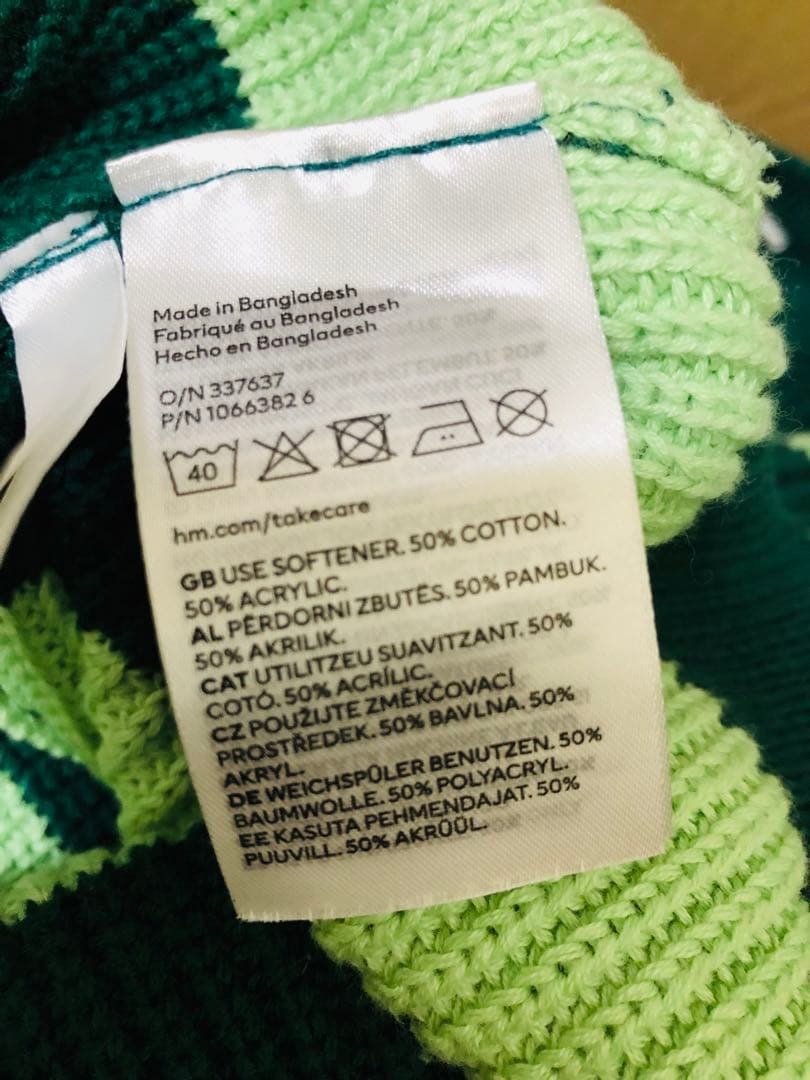 Made in Bangladesh
Fabriqué au Bangladesh
Hecho en Bangladesh
O/N 337637
P/N 1066382 6
40
hm.com/takecare
GB USE SOFTENER. 50% COTTON.
50% ACRYLIC.
AL PËRDORNI ZBUTËS. 50% PAMBUK.
50% AKRILIK.
CAT UTILITZEU SUAVITZANT. 50%
COTÓ. 50% ACRÍLIC.
CZ POUŽIJTE ZMĚKČOVACÍ
PROSTŘEDEK. 50% BAVLNA. 50%
AKRYL.
DE WEICHSPÜLER BENUTZEN. 50%
BAUMWOLLE. 50% POLYACRYL.
EE KASUTA PEHMENDAJAT. 50%
PUUVILL. 50% AKRÜÜL.